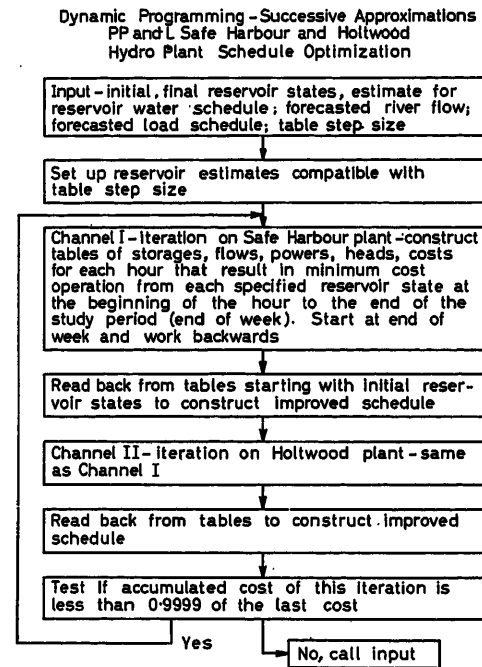 Dynamic Programming-Successive Approximations
PP and L Safe Harbour and Holtwood
Hydro Plant Schedule Optimization
Input-initial, final reservoir states, estimate for
reservoir water schedule; forecasted river flow;
forecasted load schedule; table step size
Set up reservoir estimates compatible with
table step size
Channel I-iteration on Safe Harbour plant-construct
tables of storages, flows, powers, heads, costs
for each hour that result in minimum cost
operation from each specified reservoir state at
the beginning of the hour to the end of the
study period (end of week). Start at end of
week and work backwards
Read back from tables starting with initial reser-
voir states to construct improved schedule
Channel II-iteration on Holtwood plant-same
as Channel I
Read back from tables to construct improved
schedule
Test If accumulated cost of this iteration is
less than 0·9999 of the last cost
Yes
No, call input